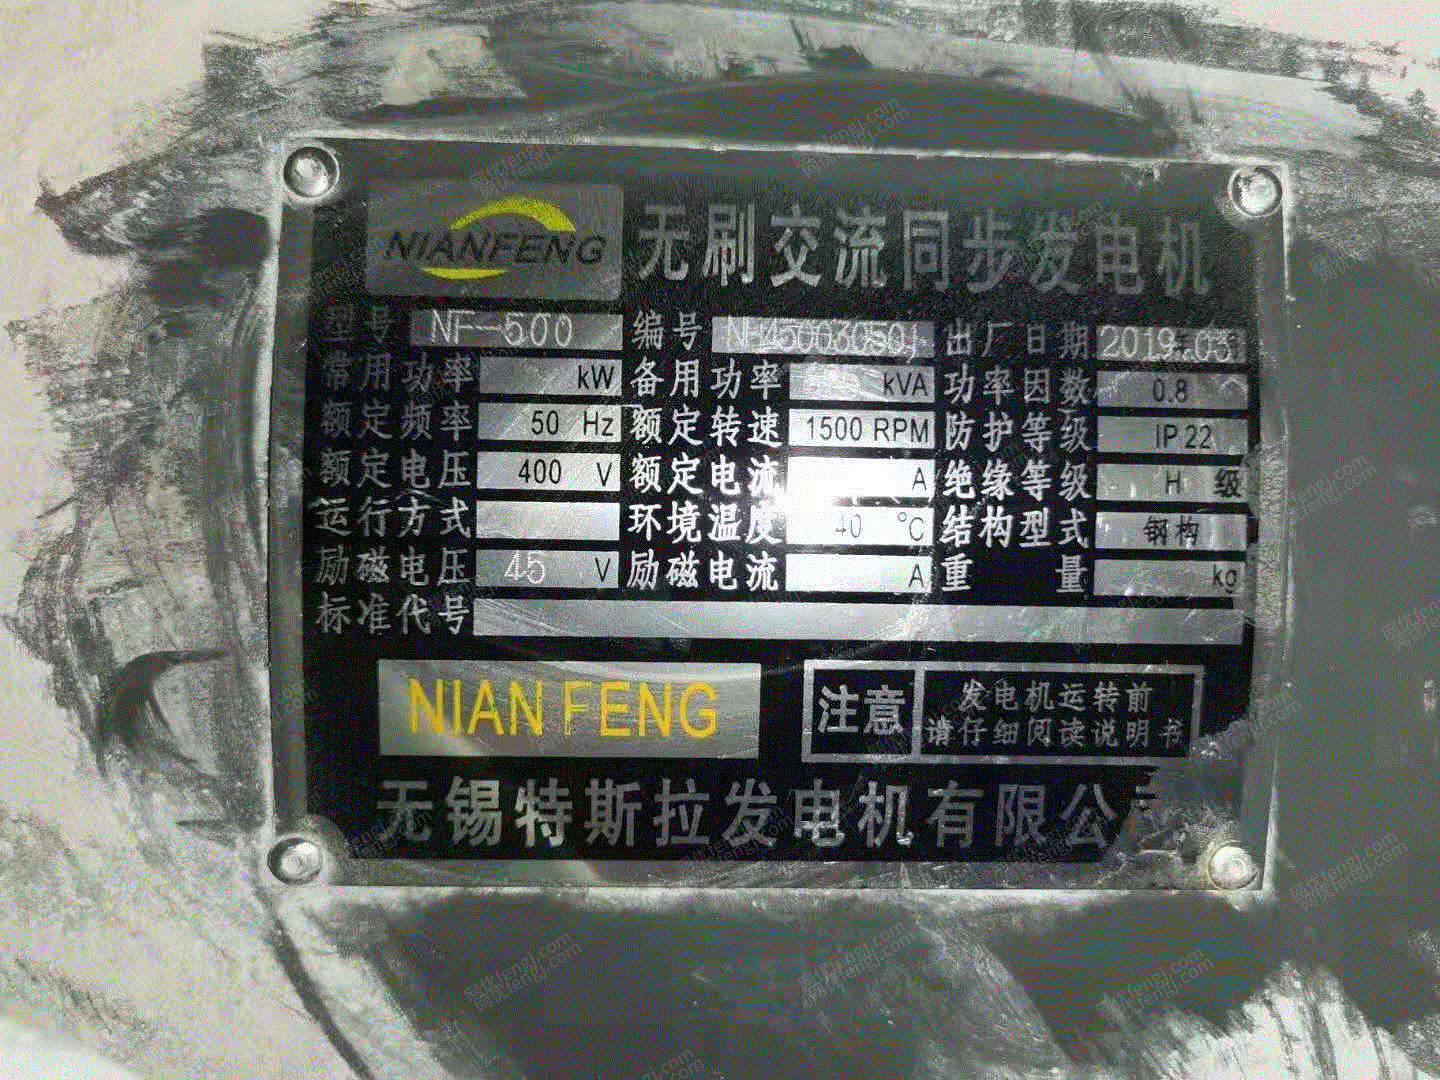 NIANFENG 无刷交流同步发电机
型号 NF-500 编号 出厂日期 2019.03
常用功率 kW 备用功率 kVA 功率因数 0.8
额定频率 50 Hz 额定转速 1500 RPM 防护等级 IP 22
额定电压 400 V 额定电流 A 绝缘等级 H 级
运行方式 环境温度 40 ℃ 结构型式 钢构
励磁电压 45 V 励磁电流 A 重量 kg
标准代号
NIAN FENG 注意 发电机运转前
请仔细阅读说明书
无锡特斯拉发电机有限公